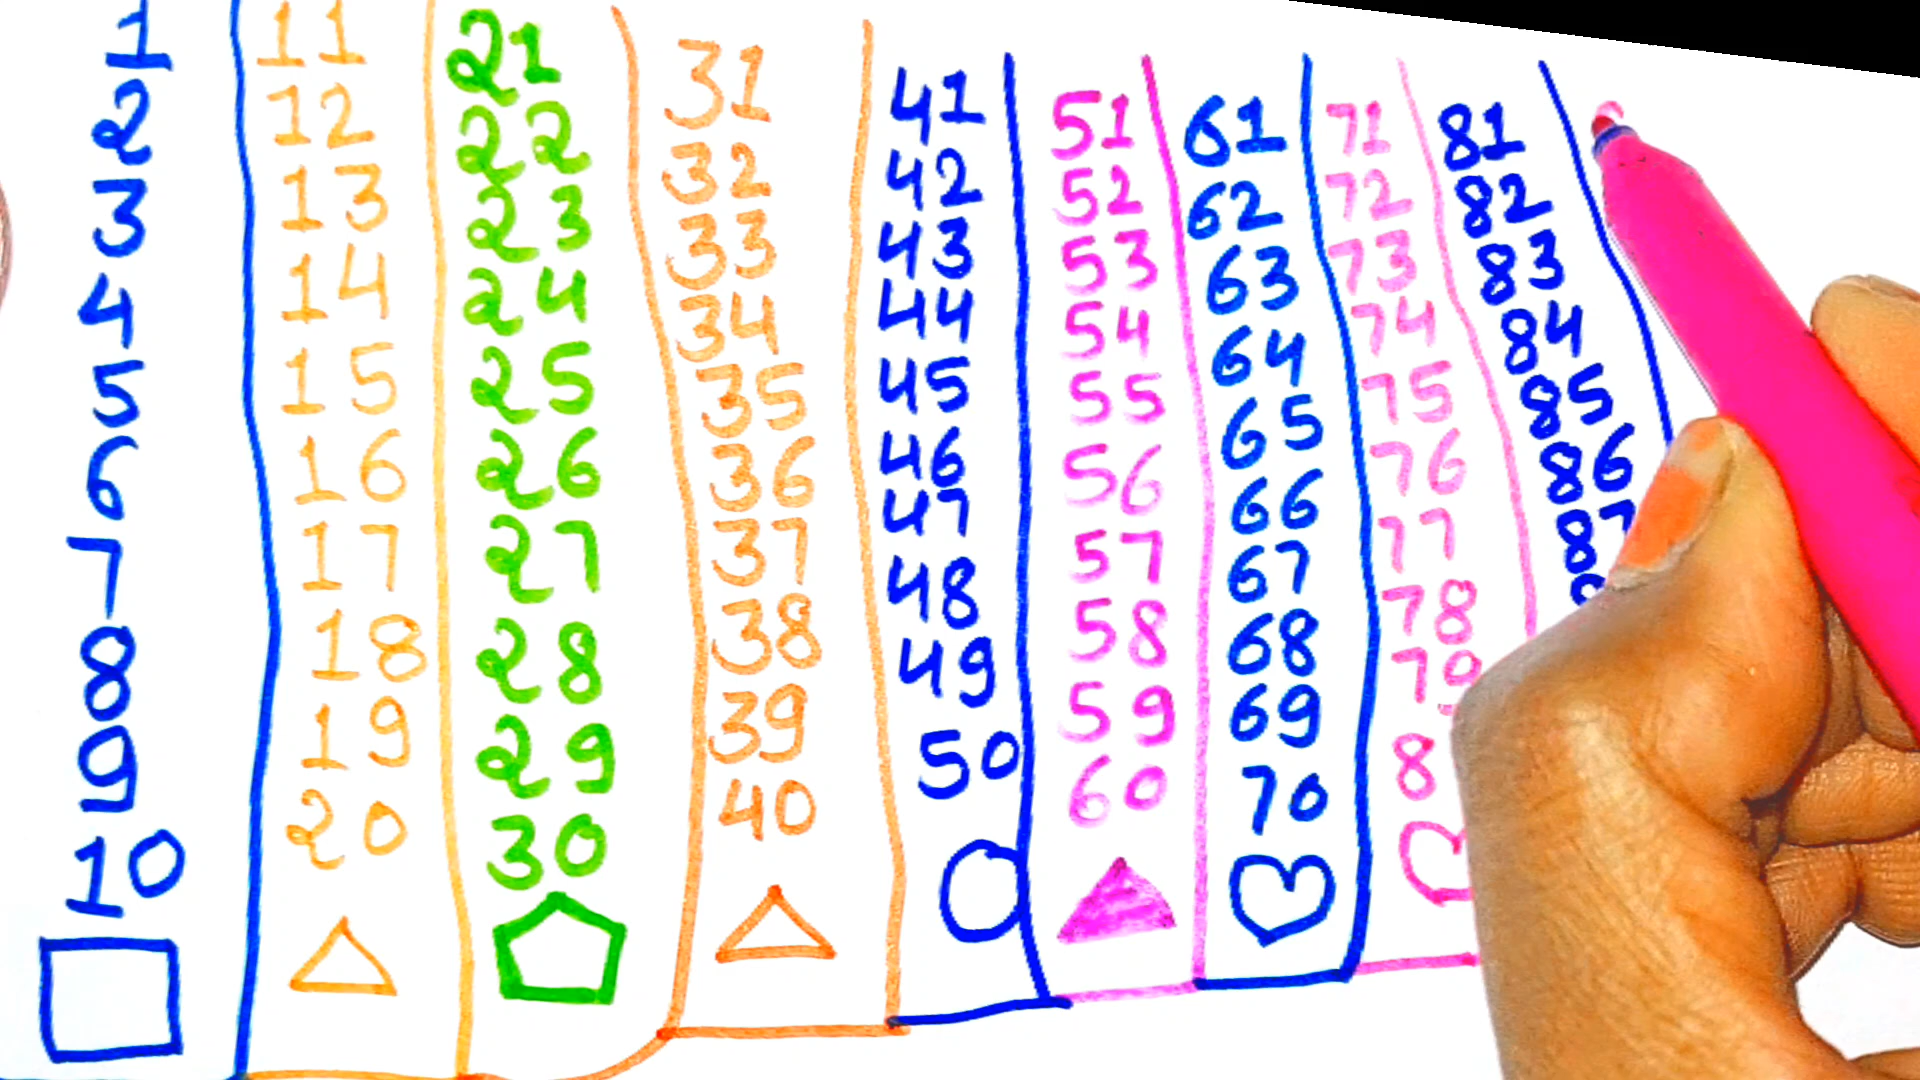 1 11 21 31 41 51 61 71 81
2 12 22 32 42 52 62 72 82
3 13 23 33 43 53 63 73 83
4 14 24 34 44 54 64 74 84
5 15 25 35 45 55 65 75 85
6 16 26 36 46 56 66 76 86
7 17 27 37 47 57 67 77 87
8 18 28 38 48 58 68 78
9 19 29 39 49 59 69 79
10 20 30 40 50 60 70 8